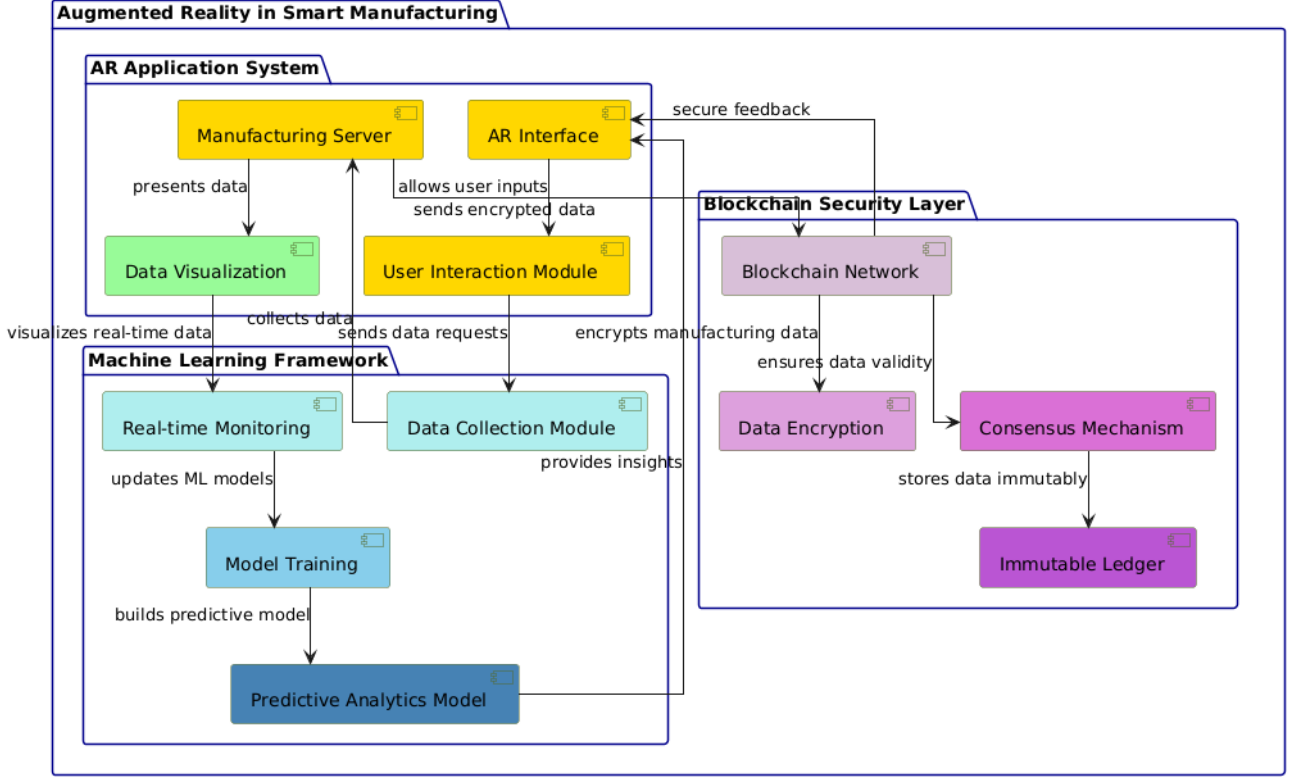 Augmented Reality in Smart Manufacturing
AR Application System
Manufacturing Server
AR Interface
secure feedback
presents data
allows user inputs
sends encrypted data
Blockchain Security Layer
Data Visualization
User Interaction Module
Blockchain Network
visualizes real-time data
collects data
sends data requests
encrypts manufacturing data
ensures data validity
Machine Learning Framework
Real-time Monitoring
Data Collection Module
Data Encryption
Consensus Mechanism
provides insights
updates ML models
stores data immutably
Model Training
Immutable Ledger
builds predictive model
Predictive Analytics Model